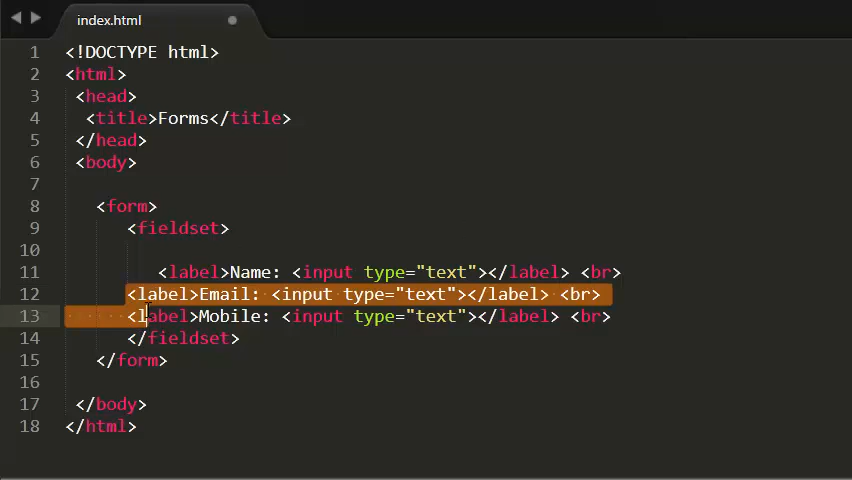 index.html
1 <!DOCTYPE html>
2 <html>
3 <head>
4 <title>Forms</title>
5 </head>
6 <body>
7
8 <form>
9 <fieldset>
10
11 <label>Name: <input type="text"></label> <br>
12 <label>Email: <input type="text"></label> <br>
13 <label>Mobile: <input type="text"></label> <br>
14 </fieldset>
15 </form>
16
17 </body>
18 </html>